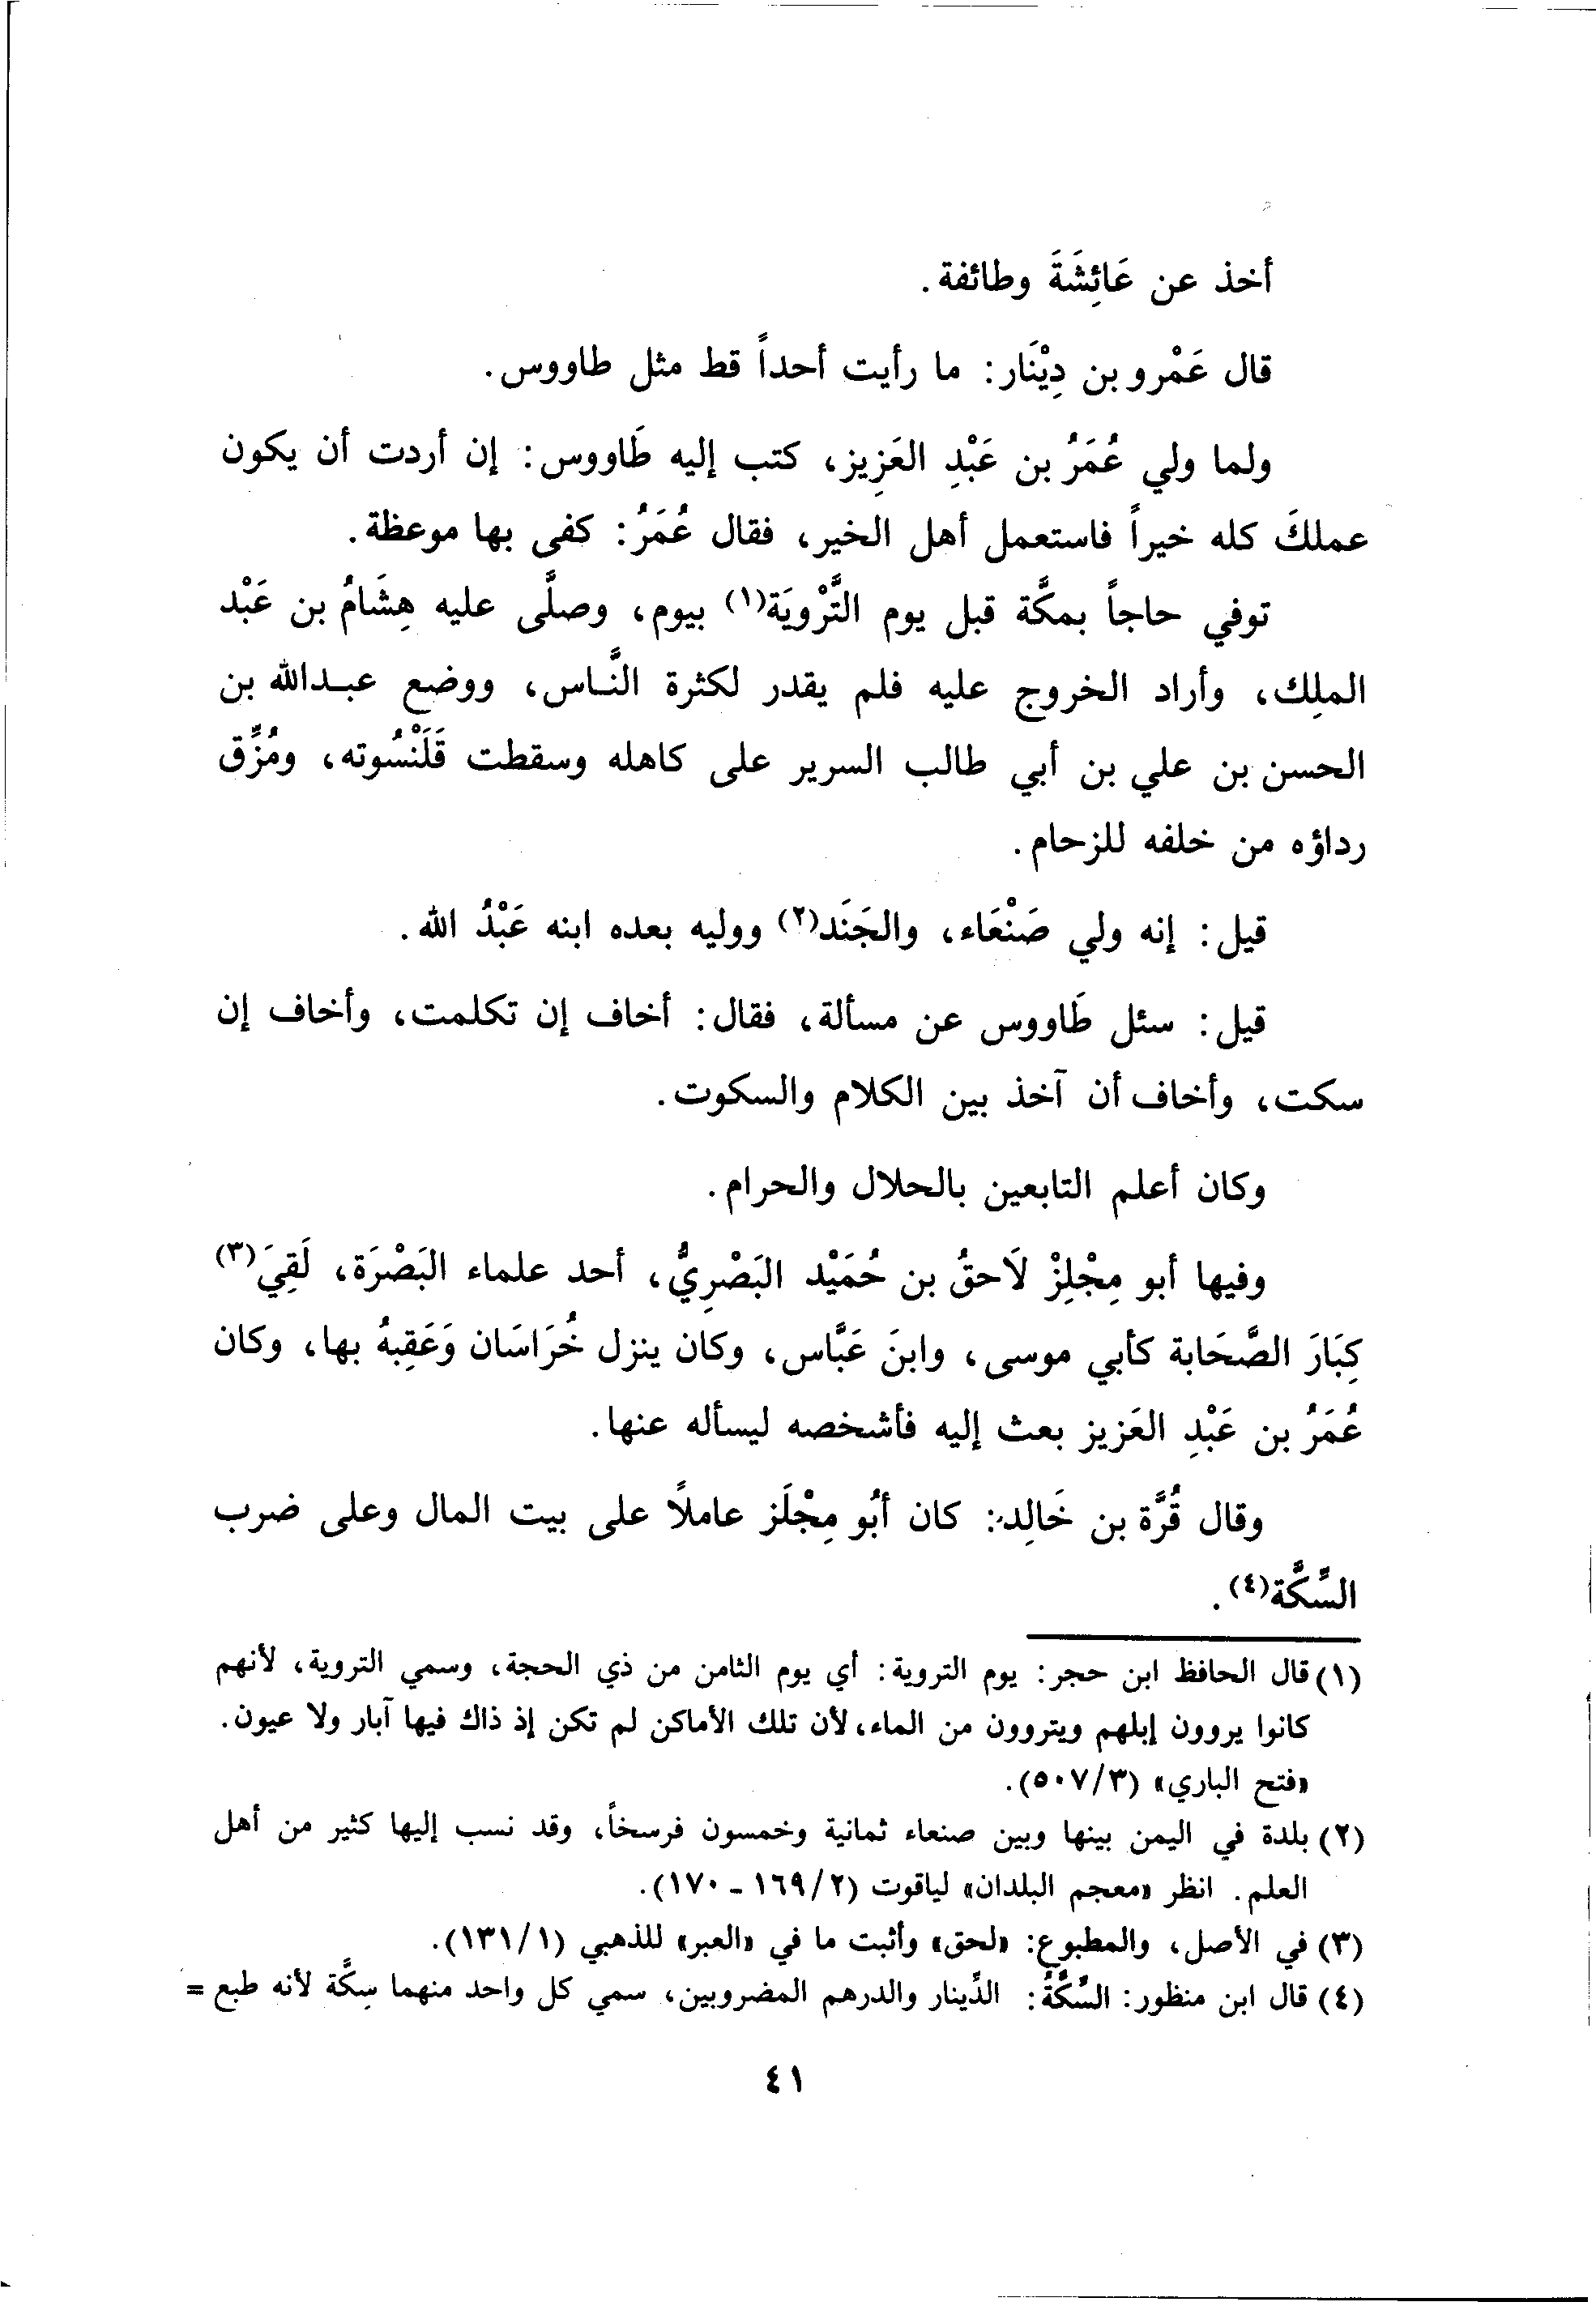 أخذ عن عَائِشَةَ وطائفة.
قال عَمْرو بن دِيْنَار: ما رأيت أحداً قط مثل طاووس.
ولما ولي عُمَرُ بن عَبْدِ العَزِيز، كتب إليه طَاووس: إن أردت أن يكون
عملكَ كله خيراً فاستعمل أهل الخير، فقال عُمَرُ: كفى بها موعظة.
توفي حاجاً بمكَّة قبل يوم التَّرْويَة(١) بيوم، وصلَّى عليه هِشَامُ بن عَبْد
الملِك، وأراد الخروج عليه فلم يقدر لكثرة النَّاس، ووضع عبدالله بن
الحسن بن علي بن أبي طالب السرير على كاهله وسقطت قَلَنْسُوته، ومُزِّق
رداؤه من خلفه للزحام.
قيل: إنه ولي صَنْعَاء، والجَنَد(٢) ووليه بعده ابنه عَبْدُ الله.
قيل: سئل طَاووس عن مسألة، فقال: أخاف إن تكلمت، وأخاف إن
سكت، وأخاف أن آخذ بين الكلام والسكوت.
وكان أعلم التابعين بالحلال والحرام.
وفيها أبو مِجْلِزْ لَاحقُ بن حُمَيْد البَصْرِيُّ، أحد علماء البَصْرَة، لَقِيَ(٣)
كِبَارَ الصَّحَابة كأبي موسى، وابنَ عَبَّاس، وكان ينزل خُرَاسَان وَعَقِبهُ بها، وكان
عُمَرُ بن عَبْدِ العَزيز بعث إليه فأشخصه ليسأله عنها.
وقال قُرَّة بن خَالِد: كان أبُو مِجْلَز عاملاً على بيت المال وعلى ضرب
السِّكَّة(٤).
(١) قال الحافظ ابن حجر: يوم التروية: أي يوم الثامن من ذي الحجة، وسمي التروية، لأنهم
كانوا يروون إبلهم ويتروون من الماء، لأن تلك الأماكن لم تكن إذ ذاك فيها آبار ولا عيون.
«فتح الباري» (٥٠٧/٣).
(٢) بلدة في اليمن بينها وبين صنعاء ثمانية وخمسون فرسخاً، وقد نسب إليها كثير من أهل
العلم. انظر «معجم البلدان» لياقوت (١٦٩/٢ - ١٧٠).
(٣) في الأصل، والمطبوع: «لحق» وأثبت ما في «العبر» للذهبي (١٣١/١).
(٤) قال ابن منظور: السِّكَّةُ: الدِّينار والدرهم المضروبين، سمي كل واحد منهما سِكَّة لأنه طبع =
٤١